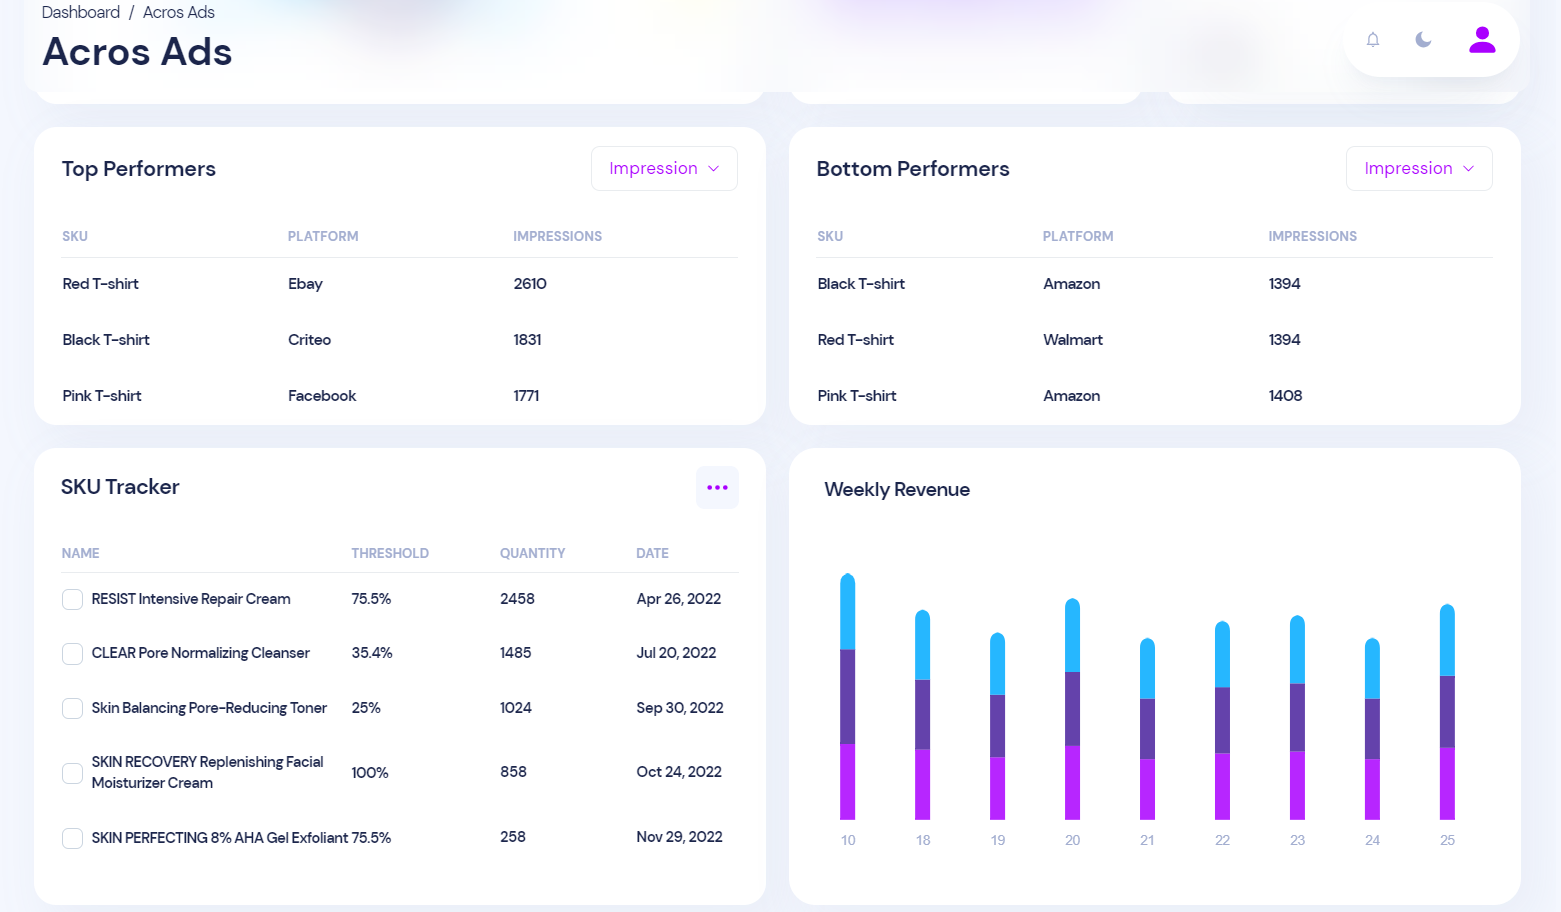 Dashboard / Acros Ads
Acros Ads
Top Performers
Impression
SKU PLATFORM IMPRESSIONS
Red T-shirt Ebay 2610
Black T-shirt Criteo 1831
Pink T-shirt Facebook 1771
Bottom Performers
Impression
SKU PLATFORM IMPRESSIONS
Black T-shirt Amazon 1394
Red T-shirt Walmart 1394
Pink T-shirt Amazon 1408
SKU Tracker
NAME THRESHOLD QUANTITY DATE
RESIST Intensive Repair Cream 75.5% 2458 Apr 26, 2022
CLEAR Pore Normalizing Cleanser 35.4% 1485 Jul 20, 2022
Skin Balancing Pore-Reducing Toner 25% 1024 Sep 30, 2022
SKIN RECOVERY Replenishing Facial
Moisturizer Cream 100% 858 Oct 24, 2022
SKIN PERFECTING 8% AHA Gel Exfoliant 75.5% 258 Nov 29, 2022
Weekly Revenue
10 18 19 20 21 22 23 24 25